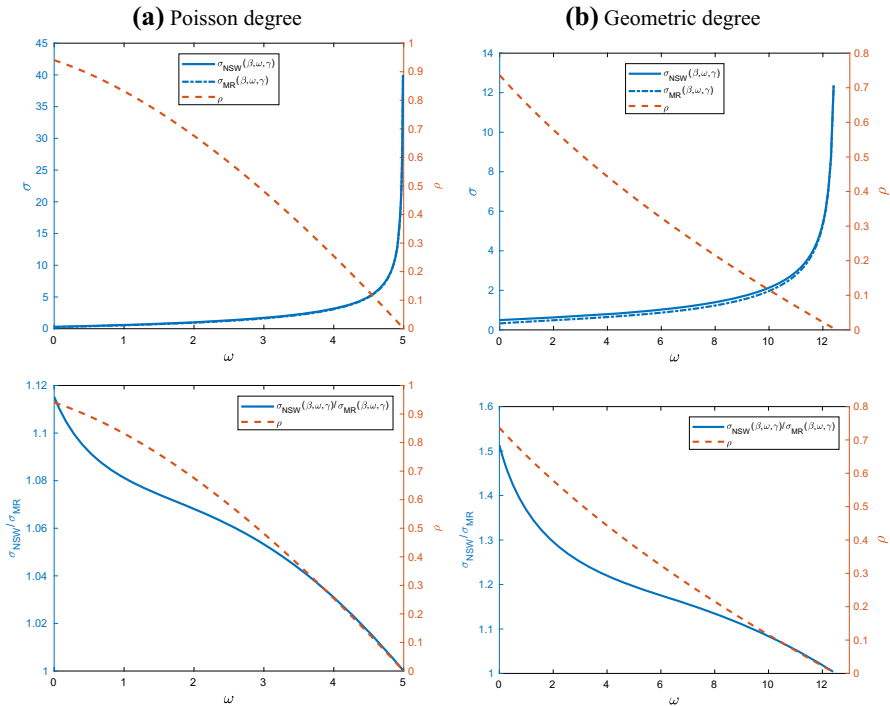 (a) Poisson degree
45
40
35
30
25
20
15
10
5
0
σ
0 1 2 3 4 5
ω
1
0.9
0.8
0.7
0.6
0.5
0.4
0.3
0.2
0.1
0
ρ
σNSW(β,ω,γ)
σMR(β,ω,γ)
ρ
(b) Geometric degree
14
12
10
8
6
4
2
0
σ
0 2 4 6 8 10 12
ω
0.8
0.7
0.6
0.5
0.4
0.3
0.2
0.1
0
ρ
σNSW(β,ω,γ)
σMR(β,ω,γ)
ρ
1.12
1.1
1.08
1.06
1.04
1.02
1
σNSW/σMR
0 1 2 3 4 5
ω
1
0.9
0.8
0.7
0.6
0.5
0.4
0.3
0.2
0.1
0
ρ
σNSW(β,ω,γ)/σMR(β,ω,γ)
ρ
1.6
1.5
1.4
1.3
1.2
1.1
1
σNSW/σMR
0 2 4 6 8 10 12
ω
0.8
0.7
0.6
0.5
0.4
0.3
0.2
0.1
0
ρ
σNSW(β,ω,γ)/σMR(β,ω,γ)
ρ